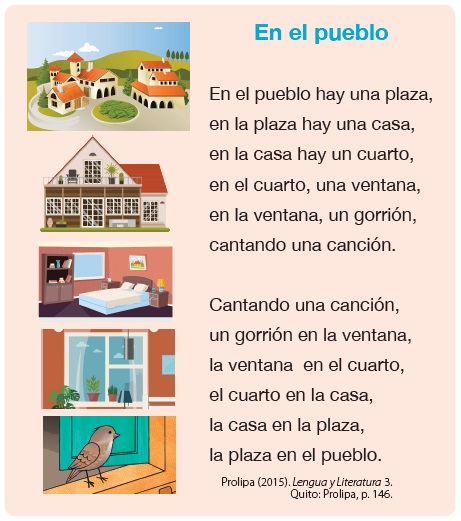 En el pueblo
En el pueblo hay una plaza,
en la plaza hay una casa,
en la casa hay un cuarto,
en el cuarto, una ventana,
en la ventana, un gorrión,
cantando una canción.
Cantando una canción,
un gorrión en la ventana,
la ventana en el cuarto,
el cuarto en la casa,
la casa en la plaza,
la plaza en el pueblo.
Prolipa (2015). Lengua y Literatura 3.
Quito: Prolipa, p. 146.